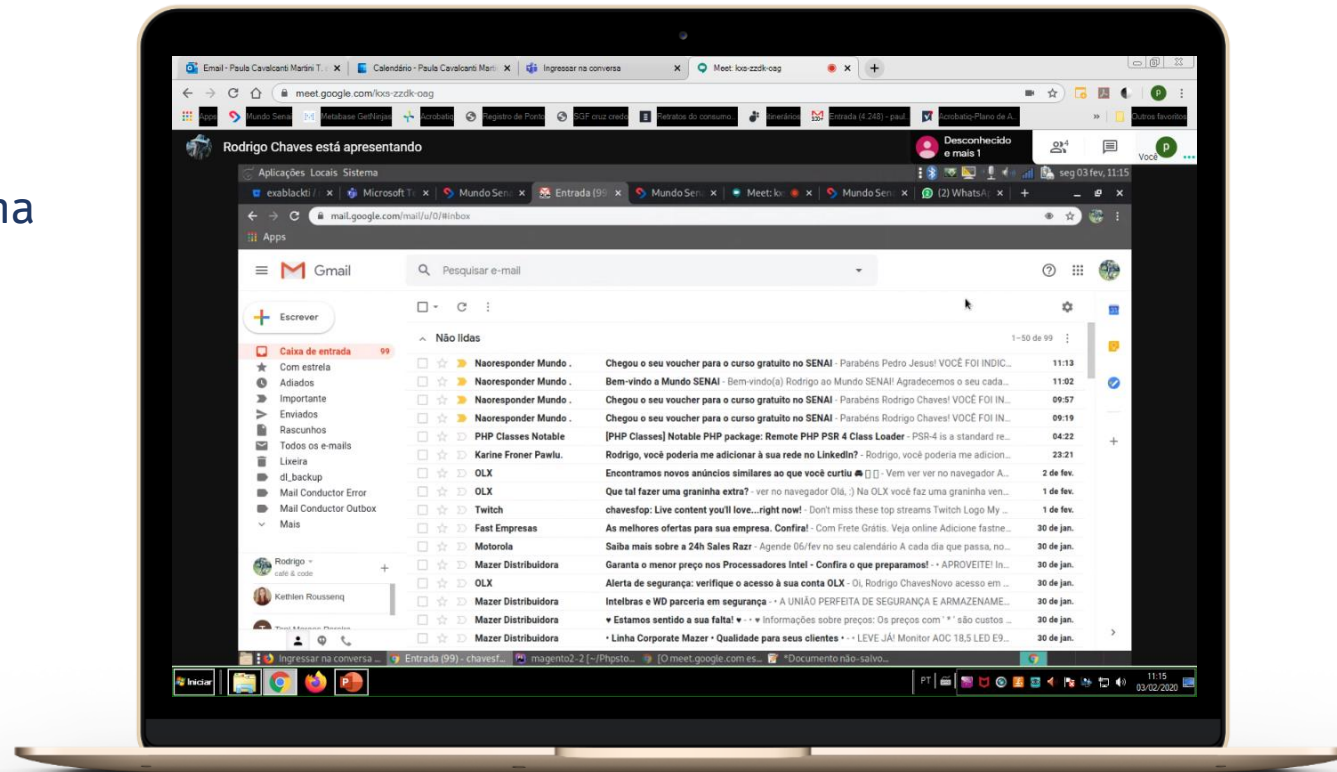 na
Email - Paula Cavalcanti Martini T.
Calendário - Paula Cavalcanti Marti
Ingressar na conversa
Meet: kxs-zzdk-oag
meet.google.com/kxs-zzdk-oag
Apps
Mundo Senai
Metabase GetNinjas
Acrobatiq
Registro de Ponto
SGF cruz credo
Retratos do consumo...
itinerários
Entrada (4.248) - paul...
Acrobatiq-Plano de A...
Outros favoritos
Rodrigo Chaves está apresentando
Desconhecido
e mais 1
Você
Aplicações Locais Sistema
seg 03 fev, 11:15
exablackti /
Microsoft Te
Mundo Sena
Entrada (99
Mundo Sen
Meet: kx
Mundo Sen
(2) WhatsAp
mail.google.com/mail/u/0/#inbox
Apps
Gmail
Pesquisar e-mail
Escrever
Não lidas
1–50 de 99
Caixa de entrada 99
Com estrela
Adiados
Importante
Enviados
Rascunhos
Todos os e-mails
Lixeira
dl_backup
Mail Conductor Error
Mail Conductor Outbox
Mais
Naoresponder Mundo . Chegou o seu voucher para o curso gratuito no SENAI - Parabéns Pedro Jesus! VOCÊ FOI INDIC... 11:13
Naoresponder Mundo . Bem-vindo a Mundo SENAI - Bem-vindo(a) Rodrigo ao Mundo SENAI! Agradecemos o seu cada... 11:02
Naoresponder Mundo . Chegou o seu voucher para o curso gratuito no SENAI - Parabéns Rodrigo Chaves! VOCÊ FOI IN... 09:57
Naoresponder Mundo . Chegou o seu voucher para o curso gratuito no SENAI - Parabéns Rodrigo Chaves! VOCÊ FOI IN... 09:19
PHP Classes Notable [PHP Classes] Notable PHP package: Remote PHP PSR 4 Class Loader - PSR-4 is a standard re... 04:22
Karine Froner Pawlu. Rodrigo, você poderia me adicionar à sua rede no LinkedIn? - Rodrigo, você poderia me adicion... 23:21
OLX Encontramos novos anúncios similares ao que você curtiu - Vem ver ver no navegador A... 2 de fev.
OLX Que tal fazer uma graninha extra? - ver no navegador Olá, :) Na OLX você faz uma graninha ven... 1 de fev.
Twitch chavesfop: Live content you'll love...right now! - Don't miss these top streams Twitch Logo My ... 1 de fev.
Fast Empresas As melhores ofertas para sua empresa. Confira! - Com Frete Grátis. Veja online Adicione fastne... 30 de jan.
Motorola Saiba mais sobre a 24h Sales Razr - Agende 06/fev no seu calendário A cada dia que passa, no... 30 de jan.
Mazer Distribuidora Garanta o menor preço nos Processadores Intel - Confira o que preparamos! - • APROVEITE! In... 30 de jan.
OLX Alerta de segurança: verifique o acesso à sua conta OLX - Oi, Rodrigo ChavesNovo acesso em ... 30 de jan.
Mazer Distribuidora Intelbras e WD parceria em segurança - • A UNIÃO PERFEITA DE SEGURANÇA E ARMAZENAME... 30 de jan.
Mazer Distribuidora ♥ Estamos sentido a sua falta! ♥ - • ♥ Informações sobre preços: Os preços com ' * ' são custos ... 30 de jan.
Mazer Distribuidora • Linha Corporate Mazer • Qualidade para seus clientes • - • LEVE JÁ! Monitor AOC 18,5 LED E9... 30 de jan.
Rodrigo
café & code
Kethlen Roussenq
Ingressar na conversa ...
Entrada (99) - chavesf...
magento2-2 [~/Phpsto...
[O meet.google.com es...
*Documento não-salvo...
Iniciar
PT
11:15
03/02/2020